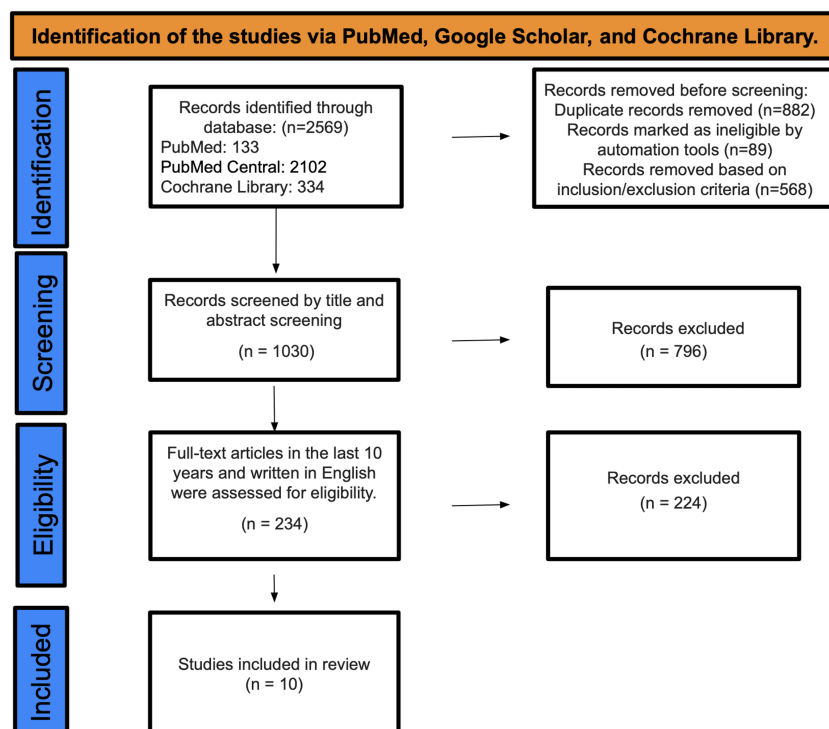 Identification of the studies via PubMed, Google Scholar, and Cochrane Library.
Identification
Records identified through
database: (n=2569)
PubMed: 133
PubMed Central: 2102
Cochrane Library: 334
Records removed before screening:
Duplicate records removed (n=882)
Records marked as ineligible by
automation tools (n=89)
Records removed based on
inclusion/exclusion criteria (n=568)
Screening
Records screened by title and
abstract screening
(n = 1030)
Records excluded
(n = 796)
Eligibility
Full-text articles in the last 10
years and written in English
were assessed for eligibility.
(n = 234)
Records excluded
(n = 224)
Included
Studies included in review
(n = 10)